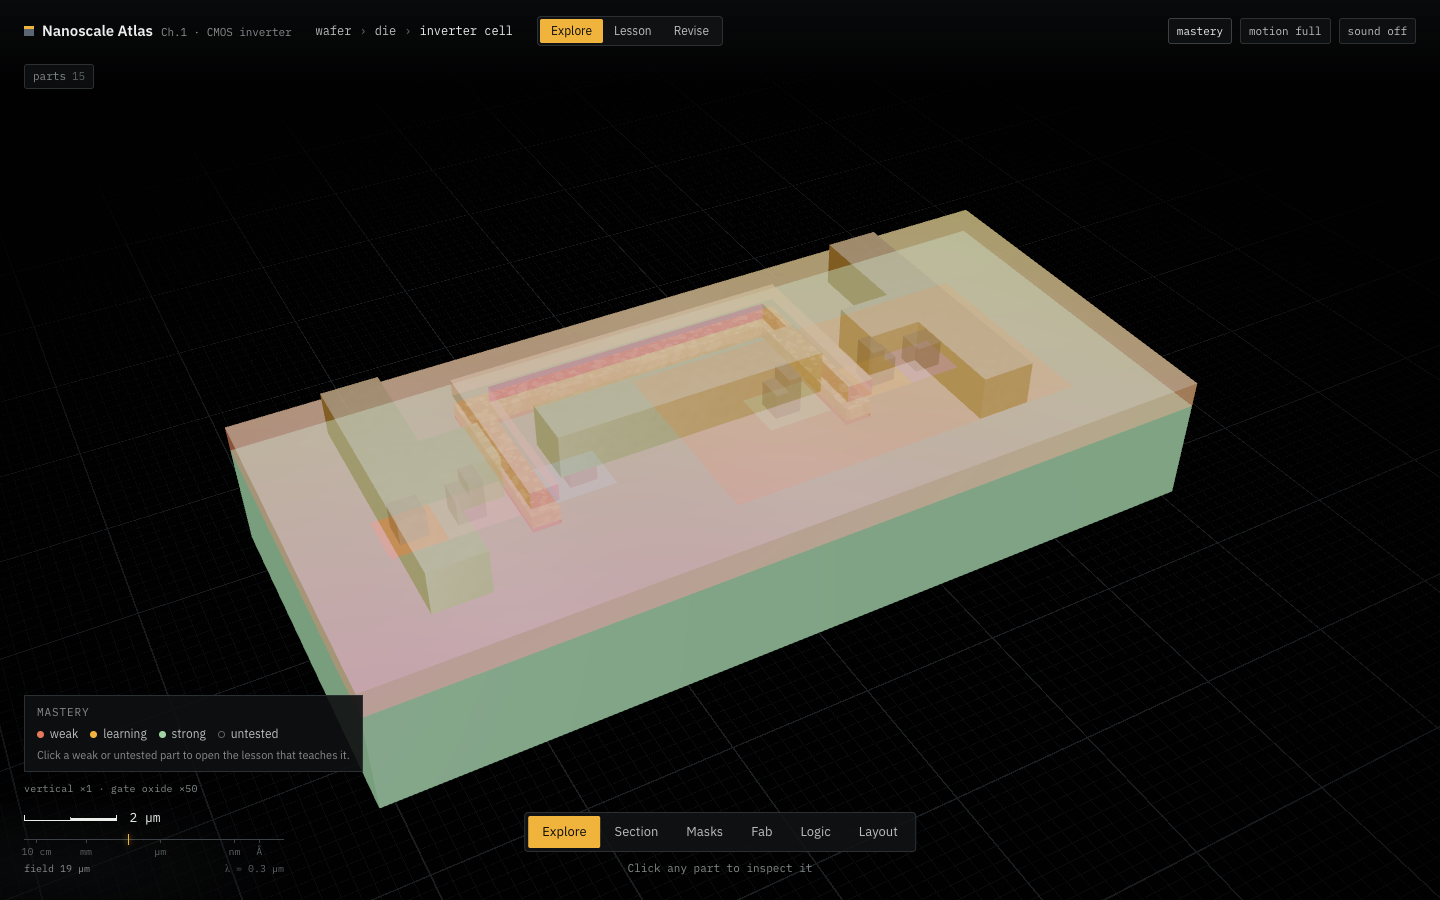 Nanoscale Atlas Ch.1 · CMOS inverter wafer › die › inverter cell Explore Lesson Revise mastery motion full sound off
parts 15
MASTERY
weak learning strong untested
Click a weak or untested part to open the lesson that teaches it.
vertical ×1 · gate oxide ×50
2 µm
10 cm mm µm nm Å
field 19 µm λ = 0.3 µm
Explore Section Masks Fab Logic Layout
Click any part to inspect it